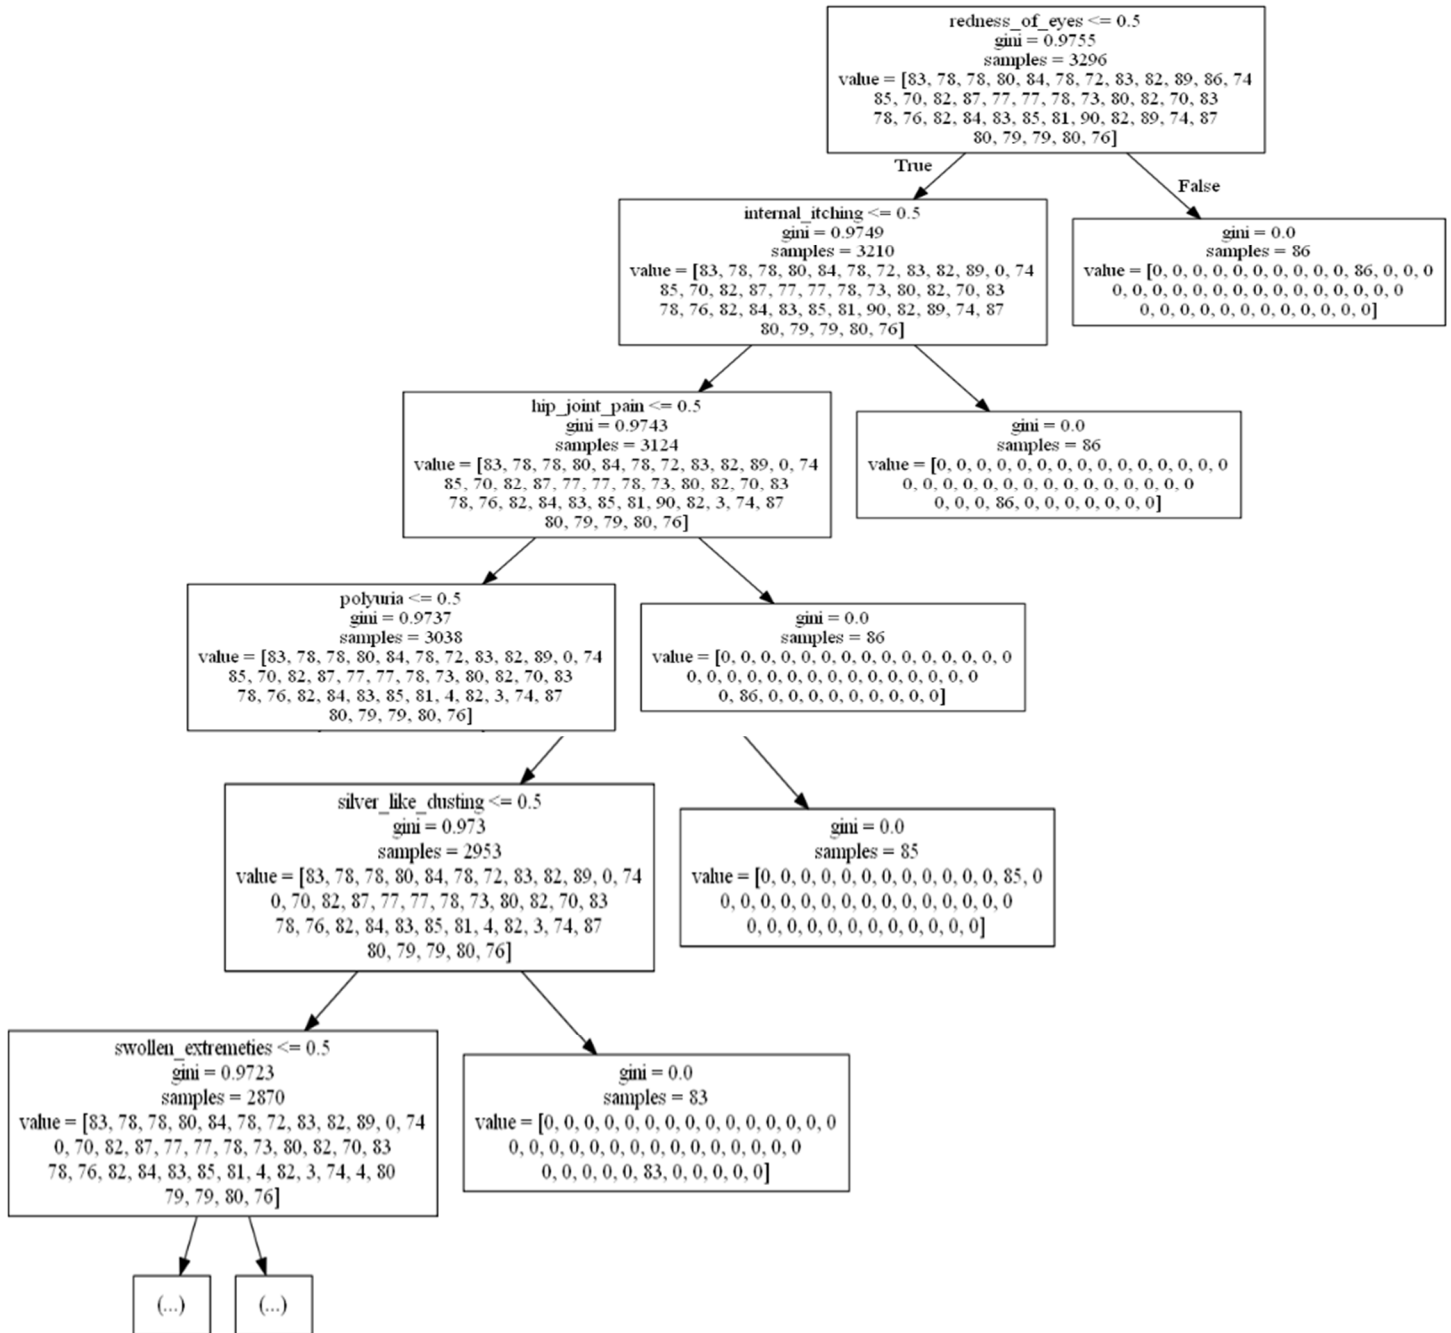 redness_of_eyes <= 0.5
gini = 0.9755
samples = 3296
value = [83, 78, 78, 80, 84, 78, 72, 83, 82, 89, 86, 74
85, 70, 82, 87, 77, 77, 78, 73, 80, 82, 70, 83
78, 76, 82, 84, 83, 85, 81, 90, 82, 89, 74, 87
80, 79, 79, 80, 76]
True
False
internal_itching <= 0.5
gini = 0.9749
samples = 3210
value = [83, 78, 78, 80, 84, 78, 72, 83, 82, 89, 0, 74
85, 70, 82, 87, 77, 77, 78, 73, 80, 82, 70, 83
78, 76, 82, 84, 83, 85, 81, 90, 82, 89, 74, 87
80, 79, 79, 80, 76]
gini = 0.0
samples = 86
value = [0, 0, 0, 0, 0, 0, 0, 0, 0, 0, 86, 0, 0, 0
0, 0, 0, 0, 0, 0, 0, 0, 0, 0, 0, 0, 0, 0, 0
0, 0, 0, 0, 0, 0, 0, 0, 0, 0, 0, 0]
hip_joint_pain <= 0.5
gini = 0.9743
samples = 3124
value = [83, 78, 78, 80, 84, 78, 72, 83, 82, 89, 0, 74
85, 70, 82, 87, 77, 77, 78, 73, 80, 82, 70, 83
78, 76, 82, 84, 83, 85, 81, 90, 82, 3, 74, 87
80, 79, 79, 80, 76]
gini = 0.0
samples = 86
value = [0, 0, 0, 0, 0, 0, 0, 0, 0, 0, 0, 0, 0, 0, 0
0, 0, 0, 0, 0, 0, 0, 0, 0, 0, 0, 0, 0, 0, 0
0, 0, 0, 86, 0, 0, 0, 0, 0, 0, 0]
polyuria <= 0.5
gini = 0.9737
samples = 3038
value = [83, 78, 78, 80, 84, 78, 72, 83, 82, 89, 0, 74
85, 70, 82, 87, 77, 77, 78, 73, 80, 82, 70, 83
78, 76, 82, 84, 83, 85, 81, 4, 82, 3, 74, 87
80, 79, 79, 80, 76]
gini = 0.0
samples = 86
value = [0, 0, 0, 0, 0, 0, 0, 0, 0, 0, 0, 0, 0, 0, 0
0, 0, 0, 0, 0, 0, 0, 0, 0, 0, 0, 0, 0, 0, 0
0, 86, 0, 0, 0, 0, 0, 0, 0, 0, 0]
silver_like_dusting <= 0.5
gini = 0.973
samples = 2953
value = [83, 78, 78, 80, 84, 78, 72, 83, 82, 89, 0, 74
0, 70, 82, 87, 77, 77, 78, 73, 80, 82, 70, 83
78, 76, 82, 84, 83, 85, 81, 4, 82, 3, 74, 87
80, 79, 79, 80, 76]
gini = 0.0
samples = 85
value = [0, 0, 0, 0, 0, 0, 0, 0, 0, 0, 0, 0, 85, 0
0, 0, 0, 0, 0, 0, 0, 0, 0, 0, 0, 0, 0, 0, 0
0, 0, 0, 0, 0, 0, 0, 0, 0, 0, 0, 0]
swollen_extremeties <= 0.5
gini = 0.9723
samples = 2870
value = [83, 78, 78, 80, 84, 78, 72, 83, 82, 89, 0, 74
0, 70, 82, 87, 77, 77, 78, 73, 80, 82, 70, 83
78, 76, 82, 84, 83, 85, 81, 4, 82, 3, 74, 4, 80
79, 79, 80, 76]
gini = 0.0
samples = 83
value = [0, 0, 0, 0, 0, 0, 0, 0, 0, 0, 0, 0, 0, 0, 0
0, 0, 0, 0, 0, 0, 0, 0, 0, 0, 0, 0, 0, 0, 0
0, 0, 0, 0, 0, 83, 0, 0, 0, 0, 0]
(...)
(...)